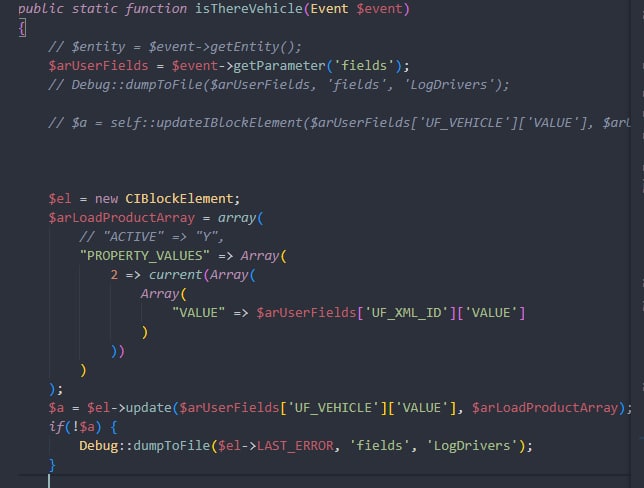 public static function isThereVehicle(Event $event)
{
// $entity = $event->getEntity();
$arUserFields = $event->getParameter('fields');
// Debug::dumpToFile($arUserFields, 'fields', 'LogDrivers');
// $a = self::updateIBlockElement($arUserFields['UF_VEHICLE']['VALUE'], $arL
$el = new CIBlockElement;
$arLoadProductArray = array(
// "ACTIVE" => "Y",
"PROPERTY_VALUES" => Array(
2 => current(Array(
Array(
"VALUE" => $arUserFields['UF_XML_ID']['VALUE']
)
))
)
);
$a = $el->update($arUserFields['UF_VEHICLE']['VALUE'], $arLoadProductArray);
if(!$a) {
Debug::dumpToFile($el->LAST_ERROR, 'fields', 'LogDrivers');
}